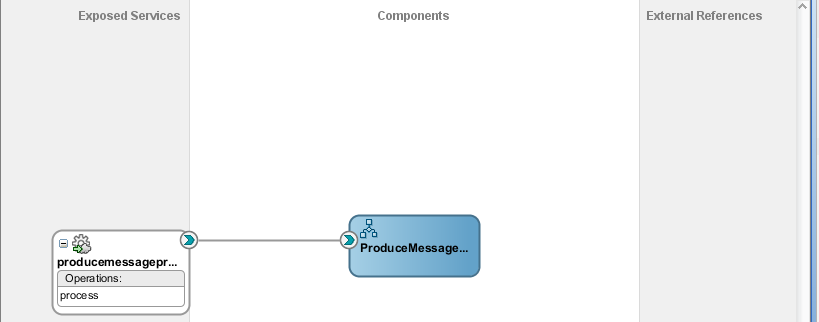 Exposed Services
Components
External References
producemessagepr...
Operations:
process
ProduceMessage...